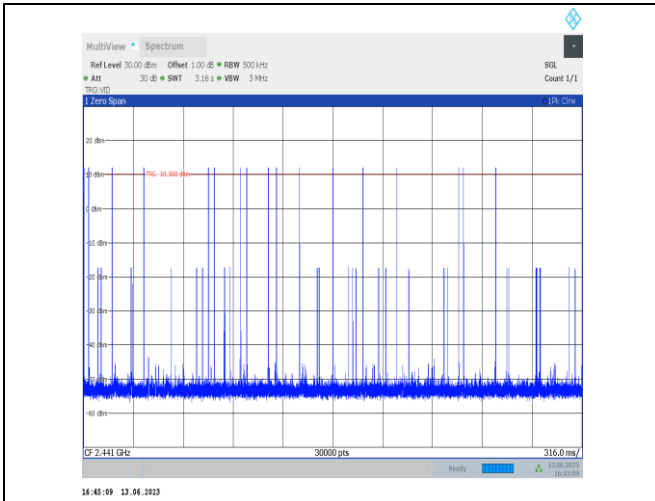 MultiView Spectrum
Ref Level 30.00 dBm Offset 1.00 dB RBW 500 kHz SGL
Att 30 dB SWT 3.16 s VBW 3 MHz Count 1/1
TRG:VID
1 Zero Span 1Pk Clrw
20 dBm
10 dBm TRG 10.300 dBm
0 dBm
-10 dBm
-20 dBm
-30 dBm
-40 dBm
-60 dBm
CF 2.441 GHz 30000 pts 316.0 ms/
Ready 13.06.2023
16:45:09
16:45:09 13.06.2023